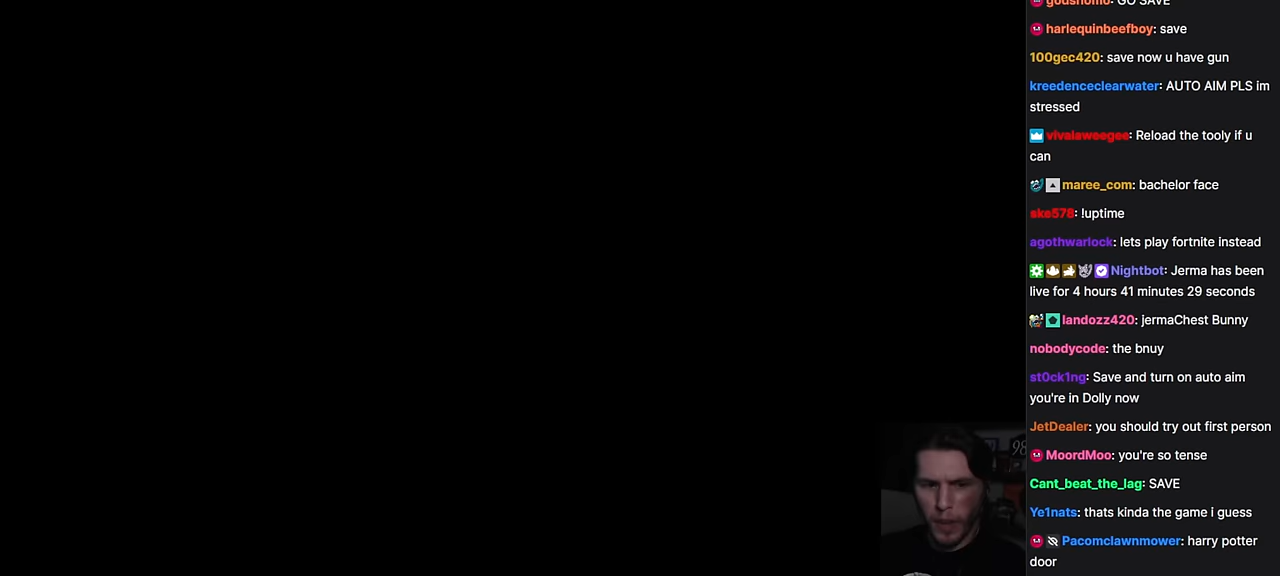 godshomo: GO SAVE
harlequinbeefboy: save
100gec420: save now u have gun
kreedenceclearwater: AUTO AIM PLS im
stressed
vivalaweegee: Reload the tooly if u
can
maree_com: bachelor face
ske578: !uptime
agothwarlock: lets play fortnite instead
Nightbot: Jerma has been
live for 4 hours 41 minutes 29 seconds
landozz420: jermaChest Bunny
nobodycode: the bnuy
st0ck1ng: Save and turn on auto aim
you're in Dolly now
JetDealer: you should try out first person
98
MoordMoo: you're so tense
Cant_beat_the_lag: SAVE
Ye1nats: thats kinda the game i guess
Pacomclawnmower: harry potter
door